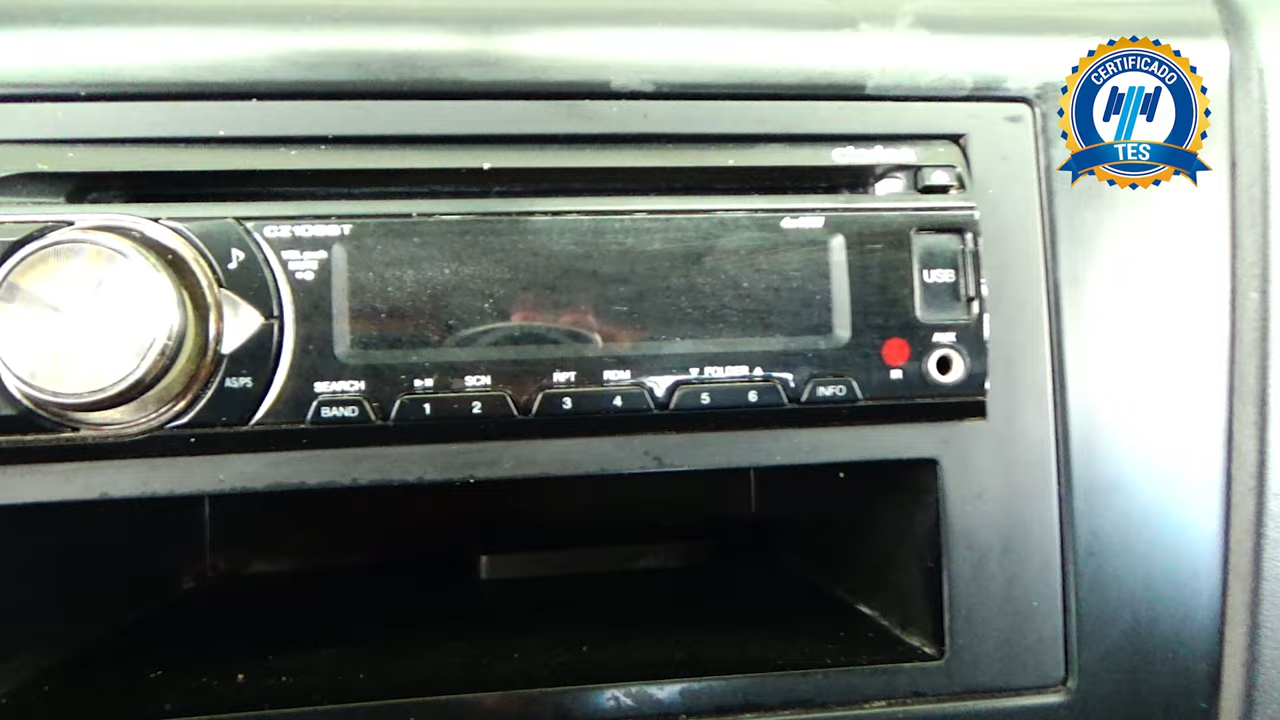 CERTIFICADO
TES
USB
AUX
IR
AS/PS
SEARCH
SCN
RPT
RDM
▼ FOLDER ▲
BAND
1
2
3
4
5
6
INFO